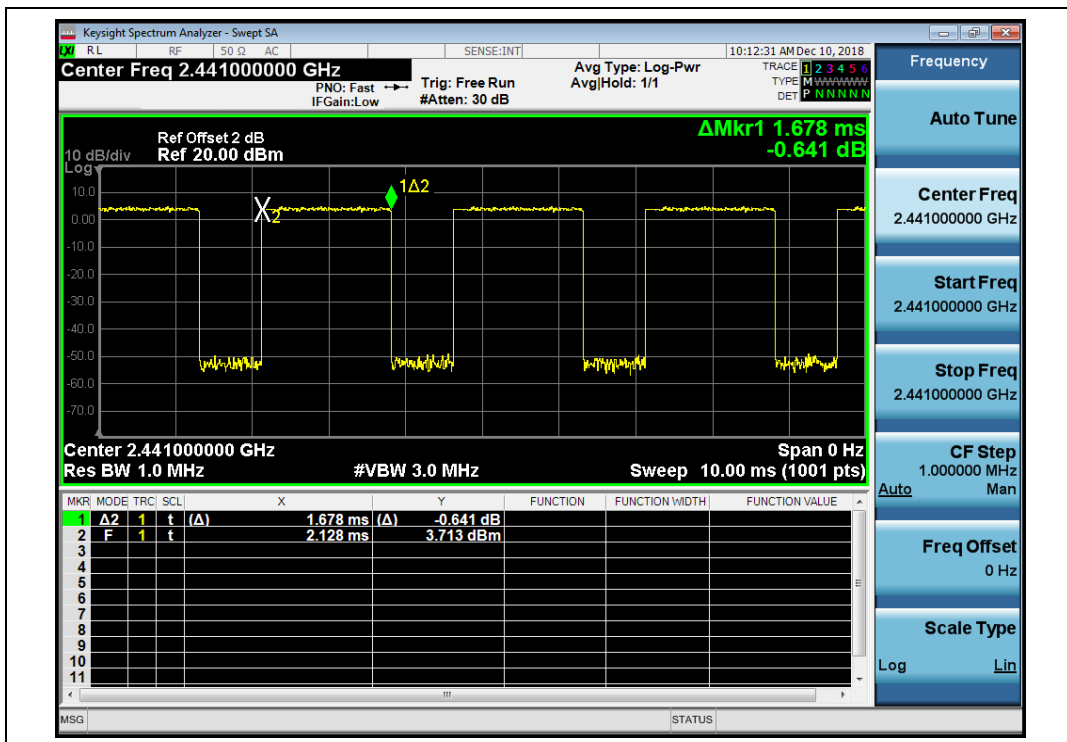 Keysight Spectrum Analyzer - Swept SA
LXI RL RF 50 Ω AC SENSE:INT 10:12:31 AM Dec 10, 2018
Center Freq 2.441000000 GHz
PNO: Fast
IFGain:Low
Trig: Free Run
#Atten: 30 dB
Avg Type: Log-Pwr
Avg|Hold: 1/1
TRACE 1 2 3 4 5 6
TYPE M WWWWW
DET P N N N N N
ΔMkr1 1.678 ms
-0.641 dB
Ref Offset 2 dB
10 dB/div Ref 20.00 dBm
Log
10.0
0.00
-10.0
-20.0
-30.0
-40.0
-50.0
-60.0
-70.0
1Δ2
X2
Center 2.441000000 GHz Span 0 Hz
Res BW 1.0 MHz #VBW 3.0 MHz Sweep 10.00 ms (1001 pts)
MKR MODE TRC SCL X Y FUNCTION FUNCTION WIDTH FUNCTION VALUE
1 Δ2 1 t (Δ) 1.678 ms (Δ) -0.641 dB
2 F 1 t 2.128 ms 3.713 dBm
3
4
5
6
7
8
9
10
11
MSG STATUS
Frequency
Auto Tune
Center Freq
2.441000000 GHz
Start Freq
2.441000000 GHz
Stop Freq
2.441000000 GHz
CF Step
1.000000 MHz
Auto Man
Freq Offset
0 Hz
Scale Type
Log Lin